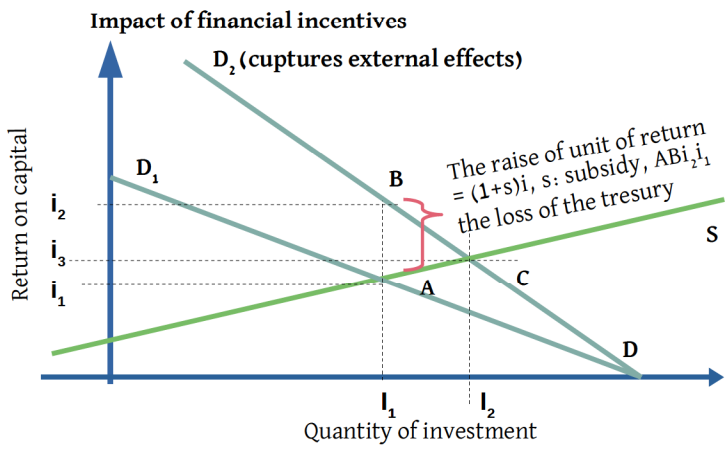 Impact of financial incentives
D2 (cuptures external effects)
Return on capital
D1
B
The raise of unit of return
= (1+s)i, s: subsidy, ABi2i1
the loss of the tresury
i2
i3
i1
S
A
C
D
I1
I2
Quantity of investment